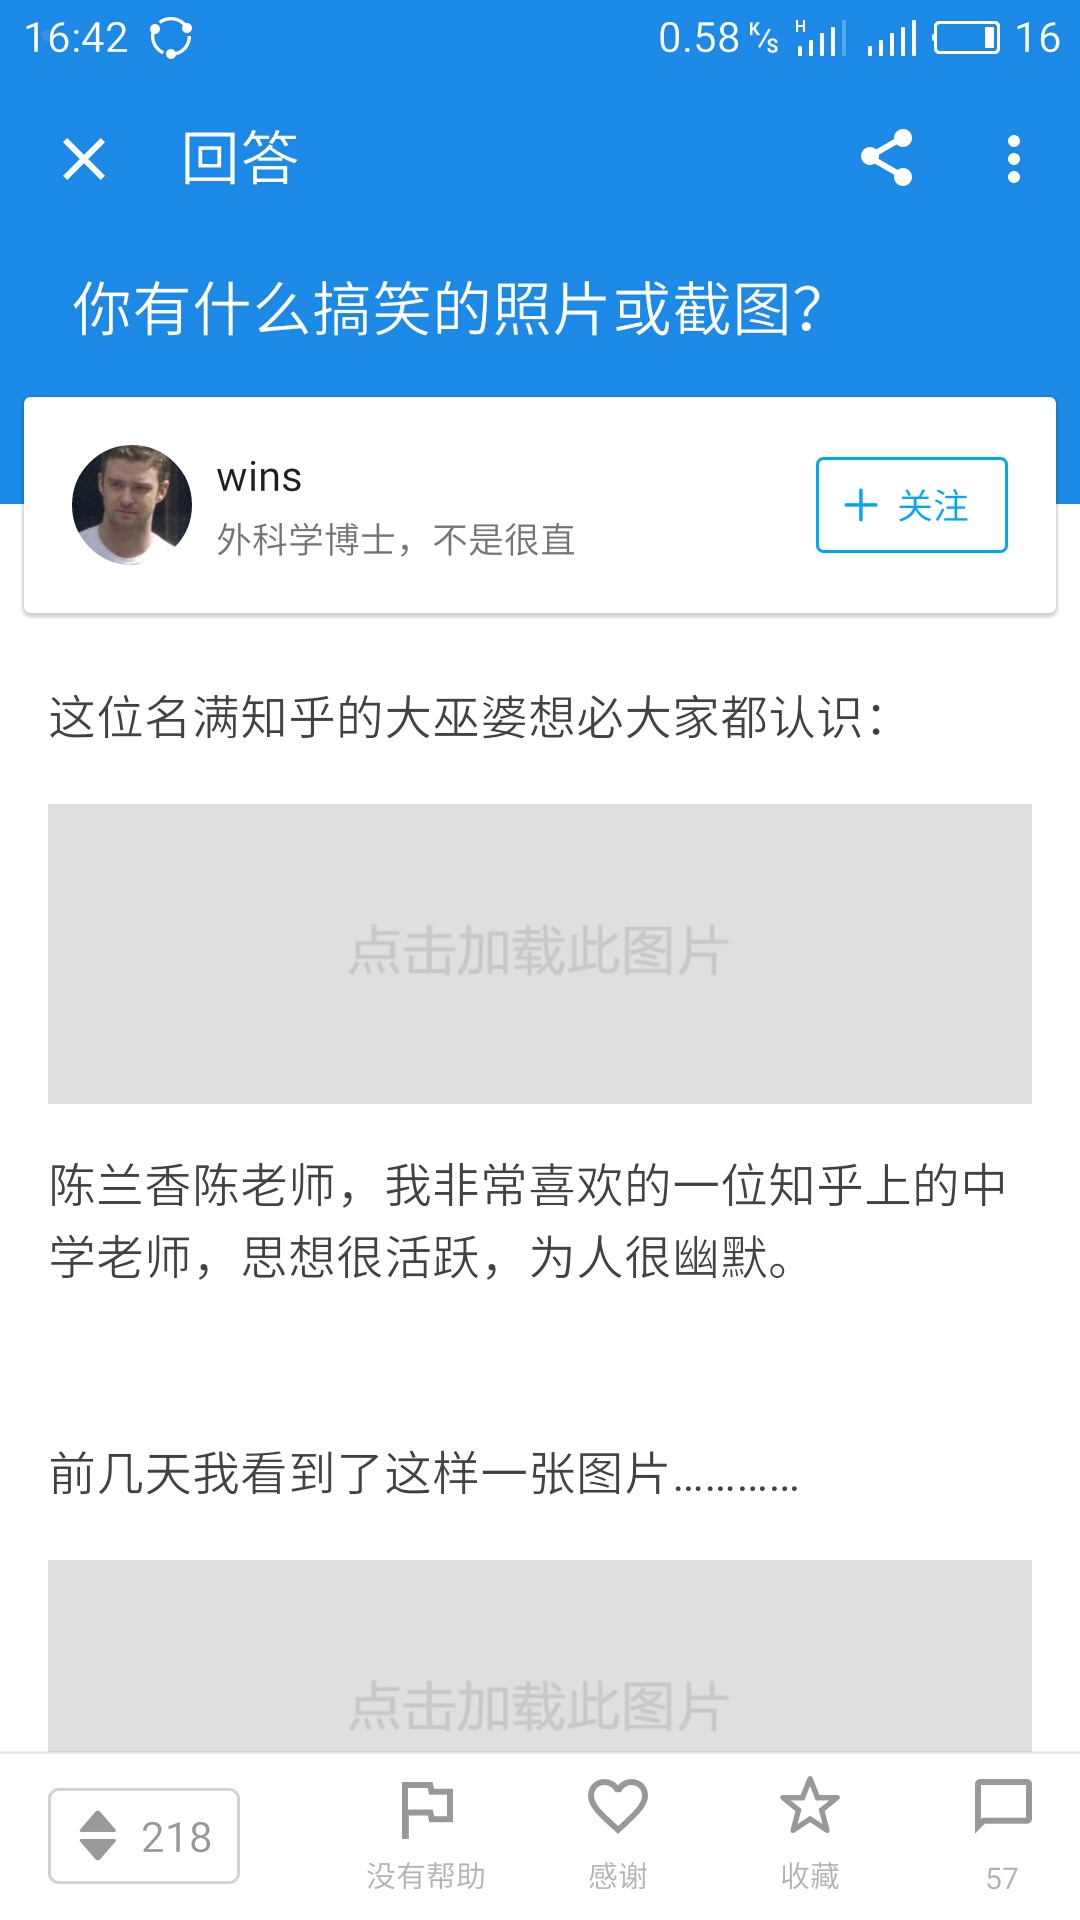 16:42 0.58 K/s H 16
回答
你有什么搞笑的照片或截图?
wins
外科学博士，不是很直
+ 关注
这位名满知乎的大巫婆想必大家都认识：
点击加载此图片
陈兰香陈老师，我非常喜欢的一位知乎上的中
学老师，思想很活跃，为人很幽默。
前几天我看到了这样一张图片…………
点击加载此图片
218
没有帮助
感谢
收藏
57